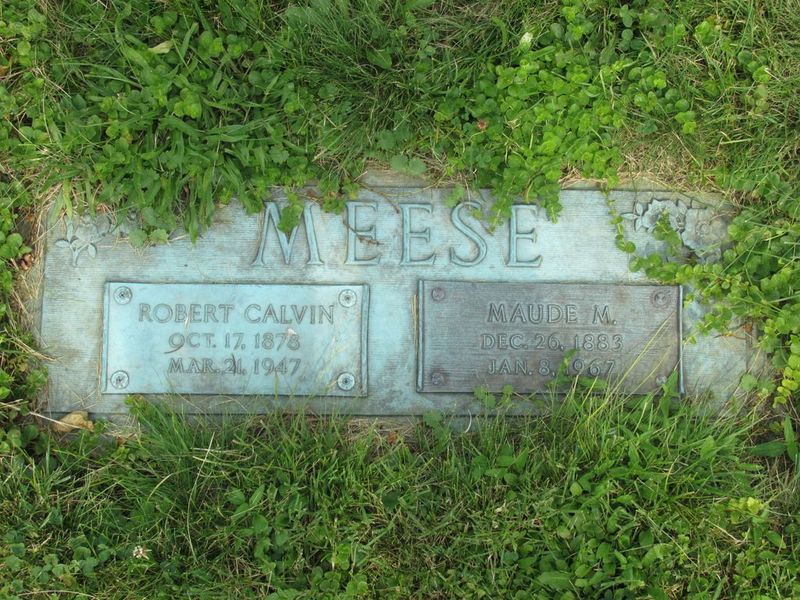 MEESE
ROBERT CALVIN
OCT. 17, 1878
MAR. 21, 1947
MAUDE M.
DEC. 26, 1883
JAN. 8, 1967